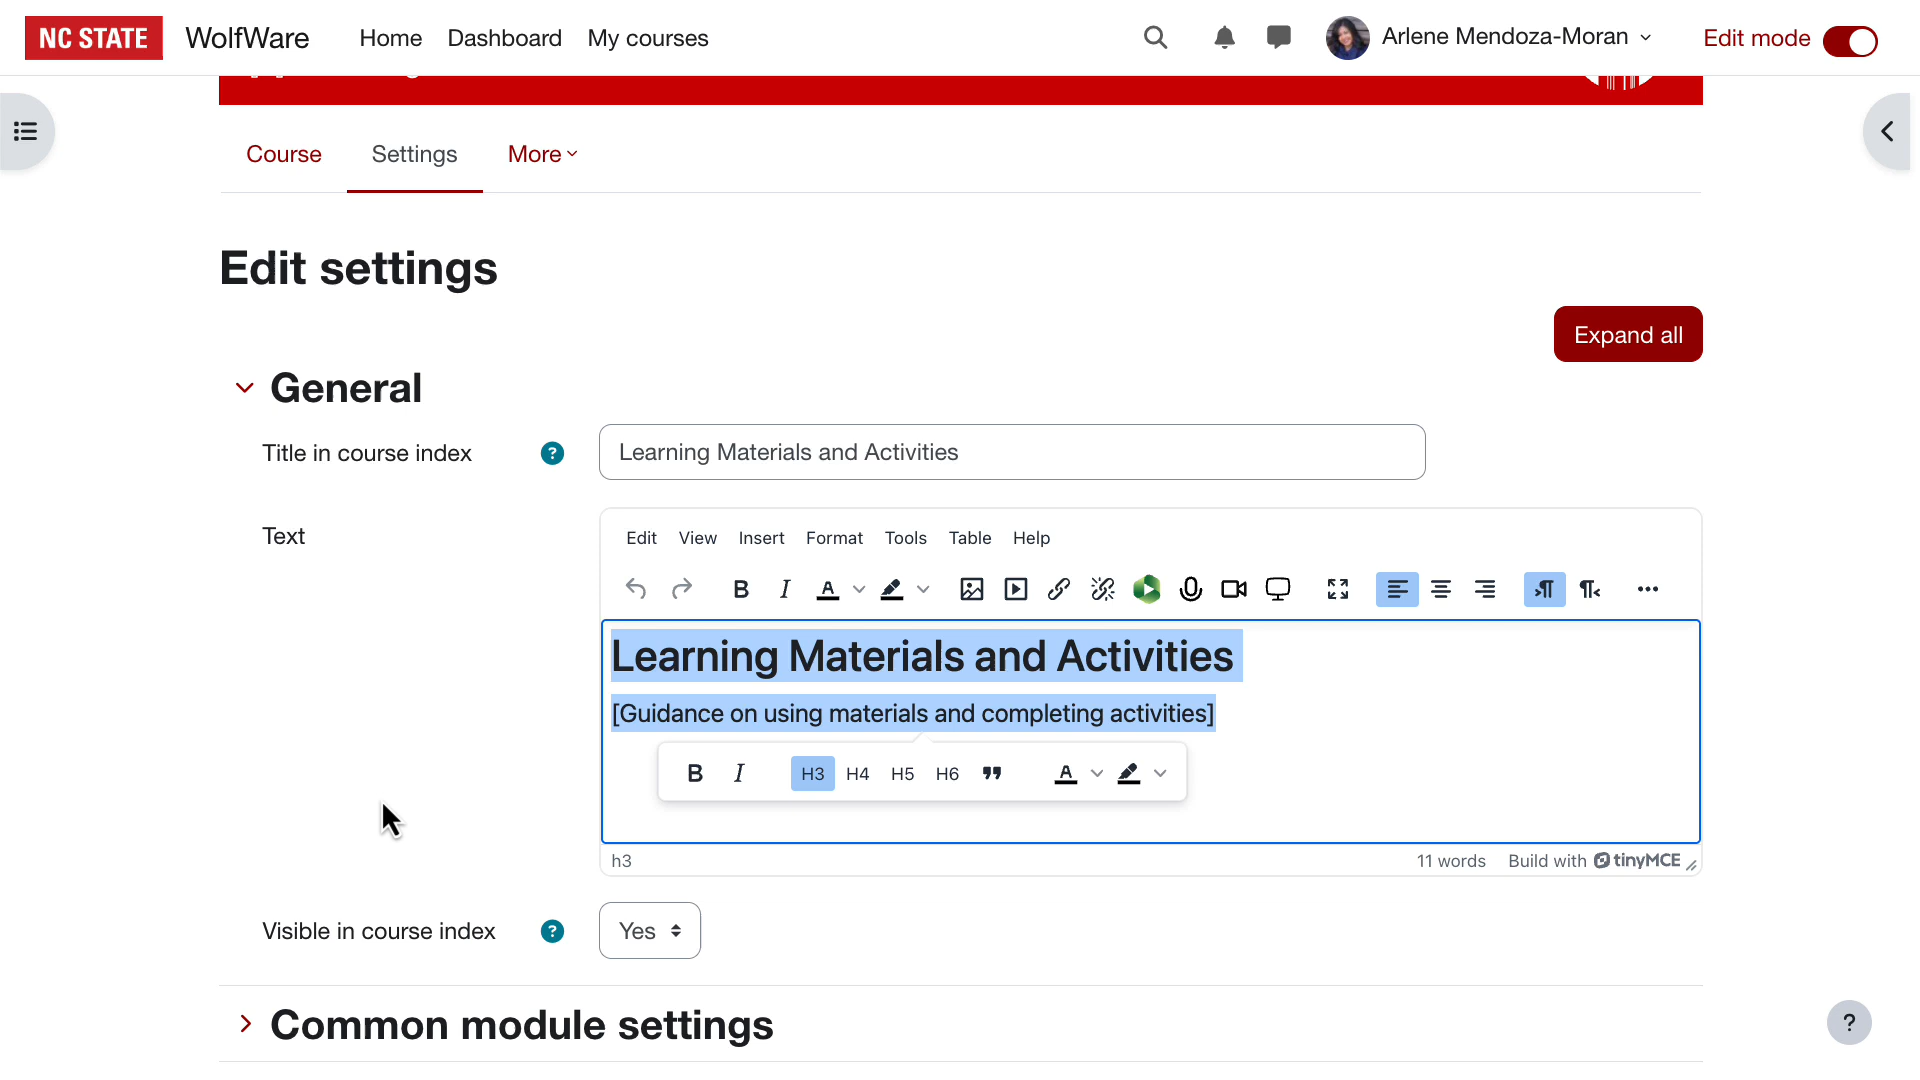 NC STATE WolfWare Home Dashboard My courses Arlene Mendoza-Moran Edit mode
Course Settings More
Edit settings
Expand all
General
Title in course index ? Learning Materials and Activities
Text
Edit View Insert Format Tools Table Help
B I A
Learning Materials and Activities
[Guidance on using materials and completing activities]
B I H3 H4 H5 H6 A
h3 11 words Build with tinyMCE
Visible in course index ? Yes
Common module settings
?